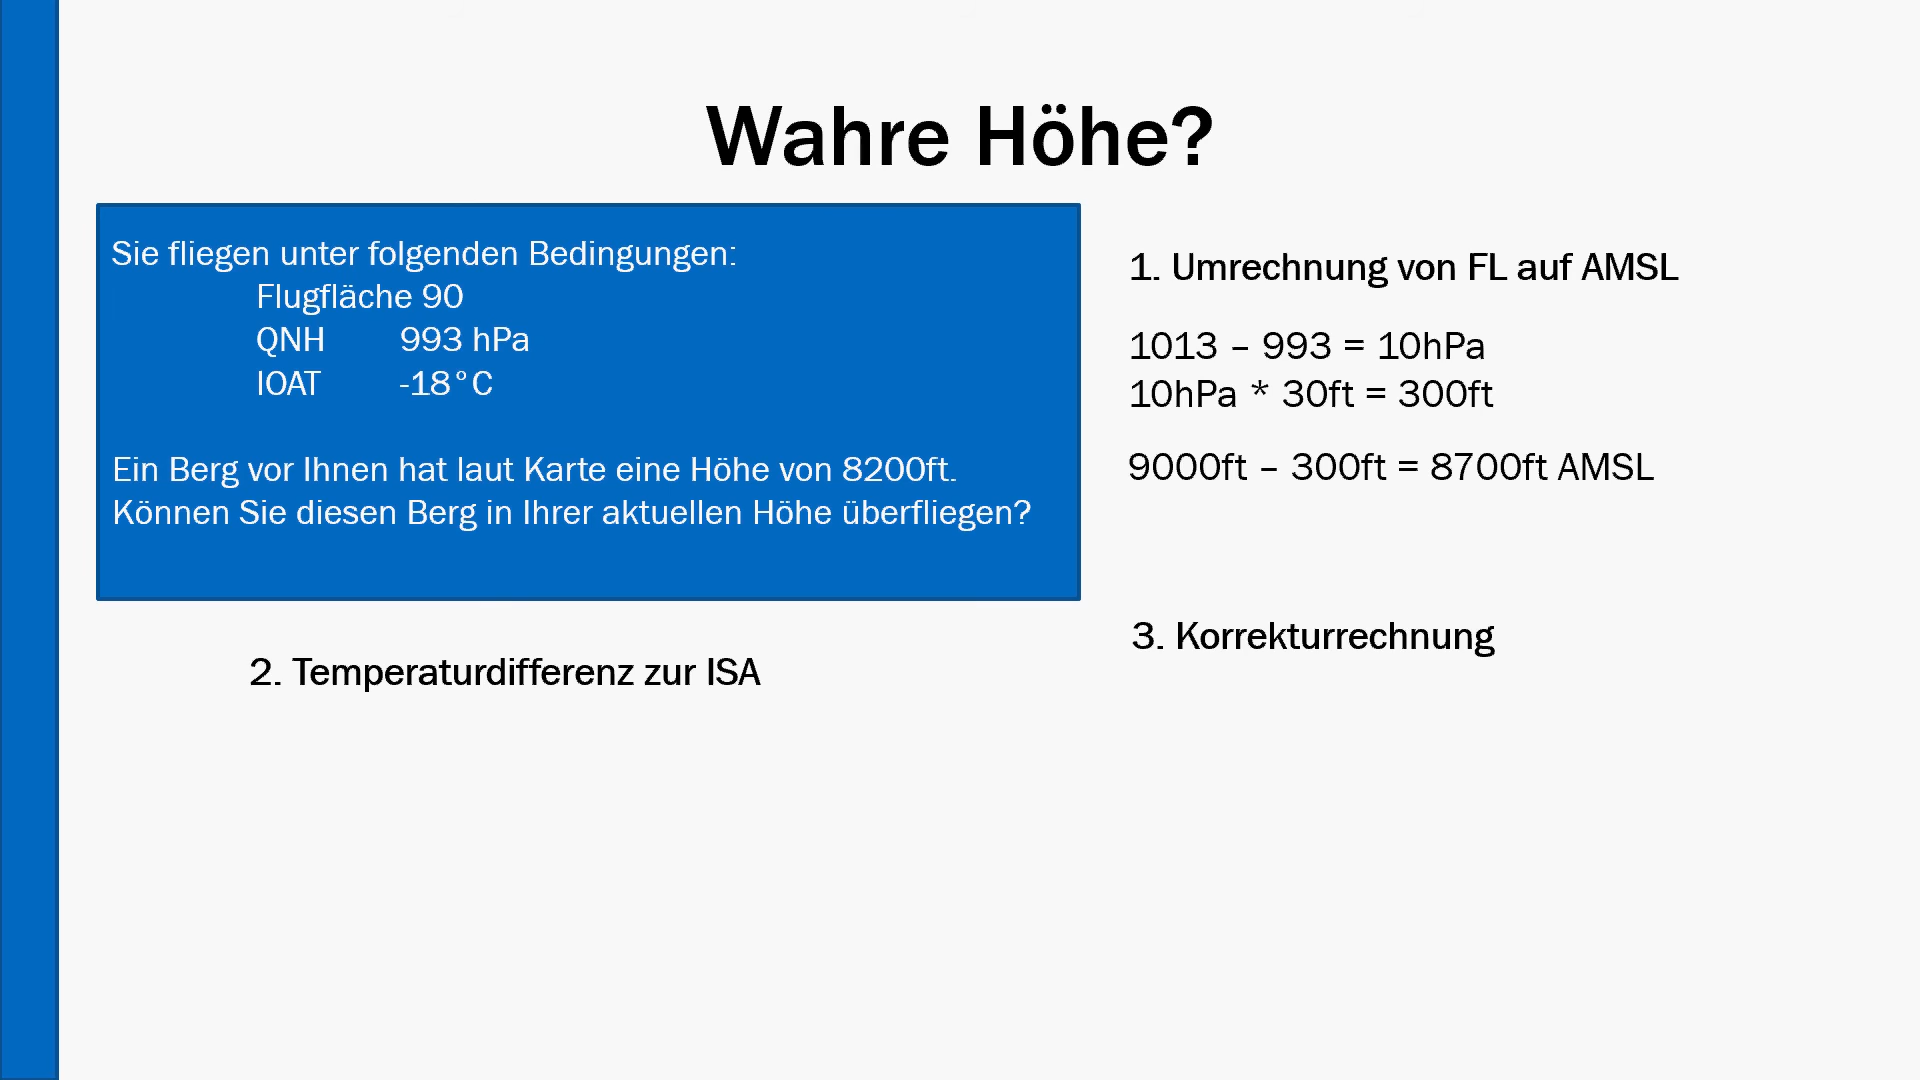 Wahre Höhe?
Sie fliegen unter folgenden Bedingungen:
Flugfläche 90
QNH 993 hPa
IOAT -18°C
Ein Berg vor Ihnen hat laut Karte eine Höhe von 8200ft.
Können Sie diesen Berg in Ihrer aktuellen Höhe überfliegen?
1. Umrechnung von FL auf AMSL
1013 – 993 = 10hPa
10hPa * 30ft = 300ft
9000ft – 300ft = 8700ft AMSL
2. Temperaturdifferenz zur ISA
3. Korrekturrechnung